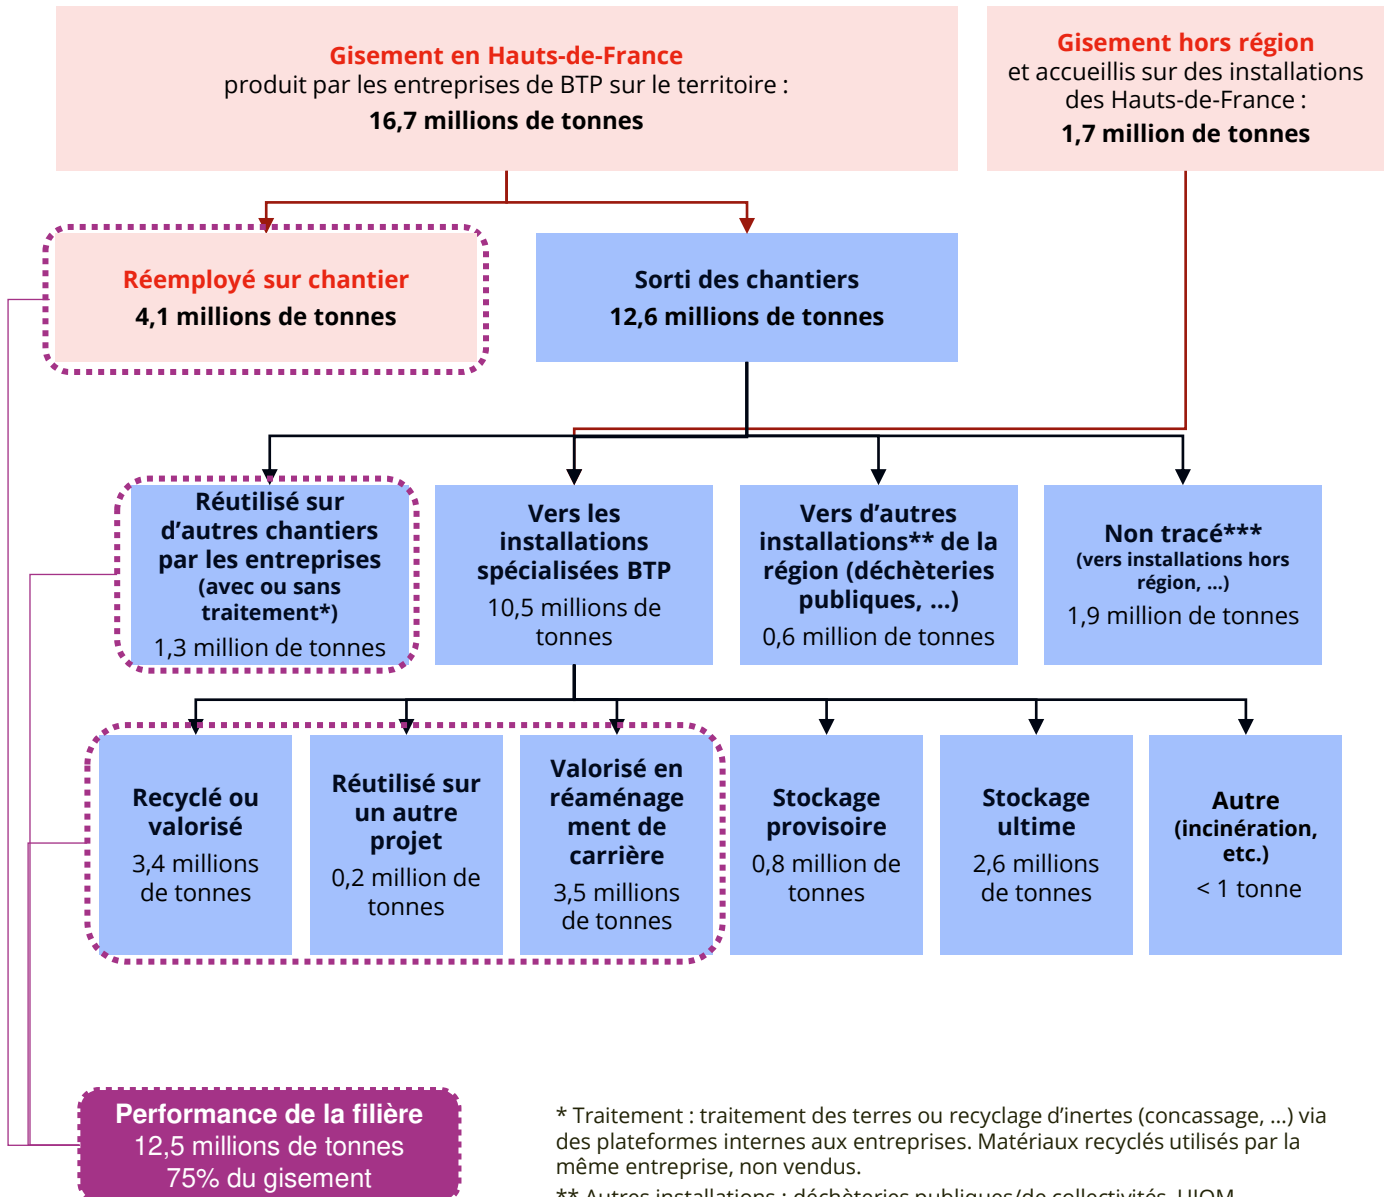 Gisement en Hauts-de-France
produit par les entreprises de BTP sur le territoire :
16,7 millions de tonnes
Gisement hors région
et accueillis sur des installations
des Hauts-de-France :
1,7 million de tonnes
Réemployé sur chantier
4,1 millions de tonnes
Sorti des chantiers
12,6 millions de tonnes
Réutilisé sur
d’autres chantiers
par les entreprises
(avec ou sans
traitement*)
1,3 million de tonnes
Vers les
installations
spécialisées BTP
10,5 millions de
tonnes
Vers d’autres
installations** de la
région (déchèteries
publiques, …)
0,6 million de tonnes
Non tracé***
(vers installations hors
région, …)
1,9 million de tonnes
Recyclé ou
valorisé
3,4 millions
de tonnes
Réutilisé sur
un autre
projet
0,2 million de
tonnes
Valorisé en
réaménage
ment de
carrière
3,5 millions
de tonnes
Stockage
provisoire
0,8 million de
tonnes
Stockage
ultime
2,6 millions
de tonnes
Autre
(incinération,
etc.)
< 1 tonne
Performance de la filière
12,5 millions de tonnes
75% du gisement
* Traitement : traitement des terres ou recyclage d’inertes (concassage, …) via
des plateformes internes aux entreprises. Matériaux recyclés utilisés par la
même entreprise, non vendus.
** Autres installations : déchèteries publiques/de collectivités, UIOM